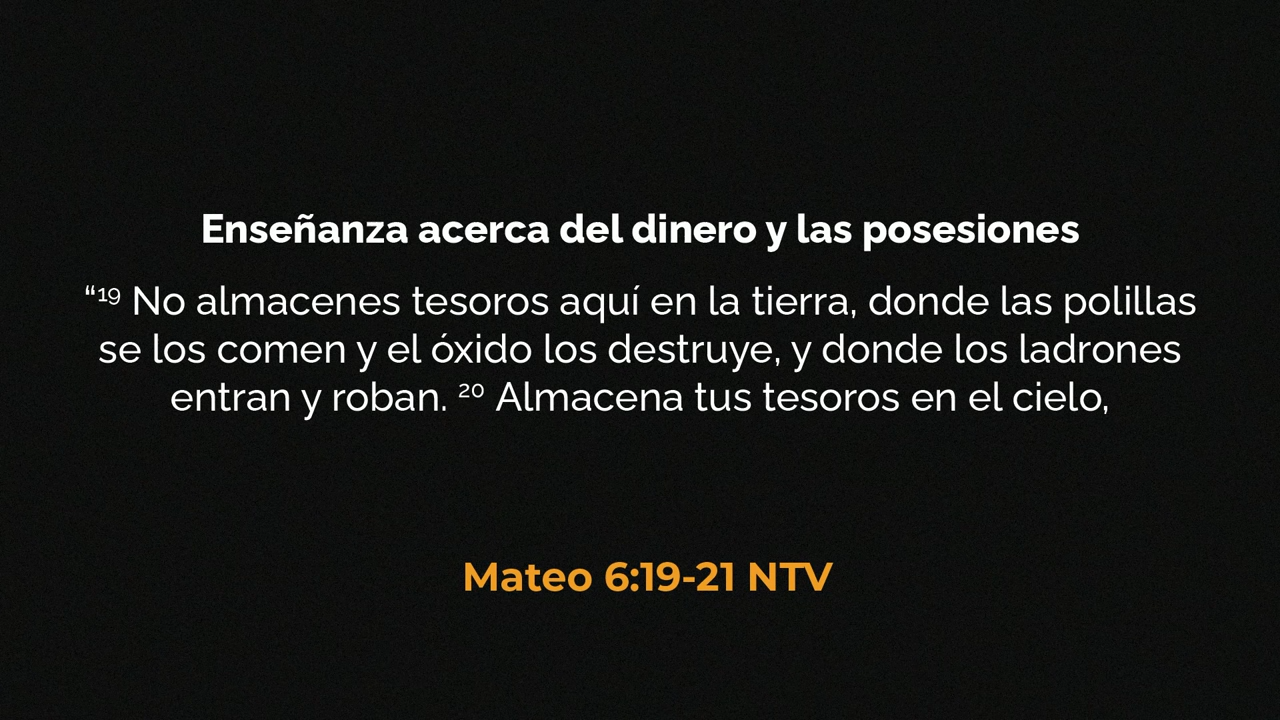 Enseñanza acerca del dinero y las posesiones
“¹⁹ No almacenes tesoros aquí en la tierra, donde las polillas
se los comen y el óxido los destruye, y donde los ladrones
entran y roban. ²⁰ Almacena tus tesoros en el cielo,
Mateo 6:19-21 NTV